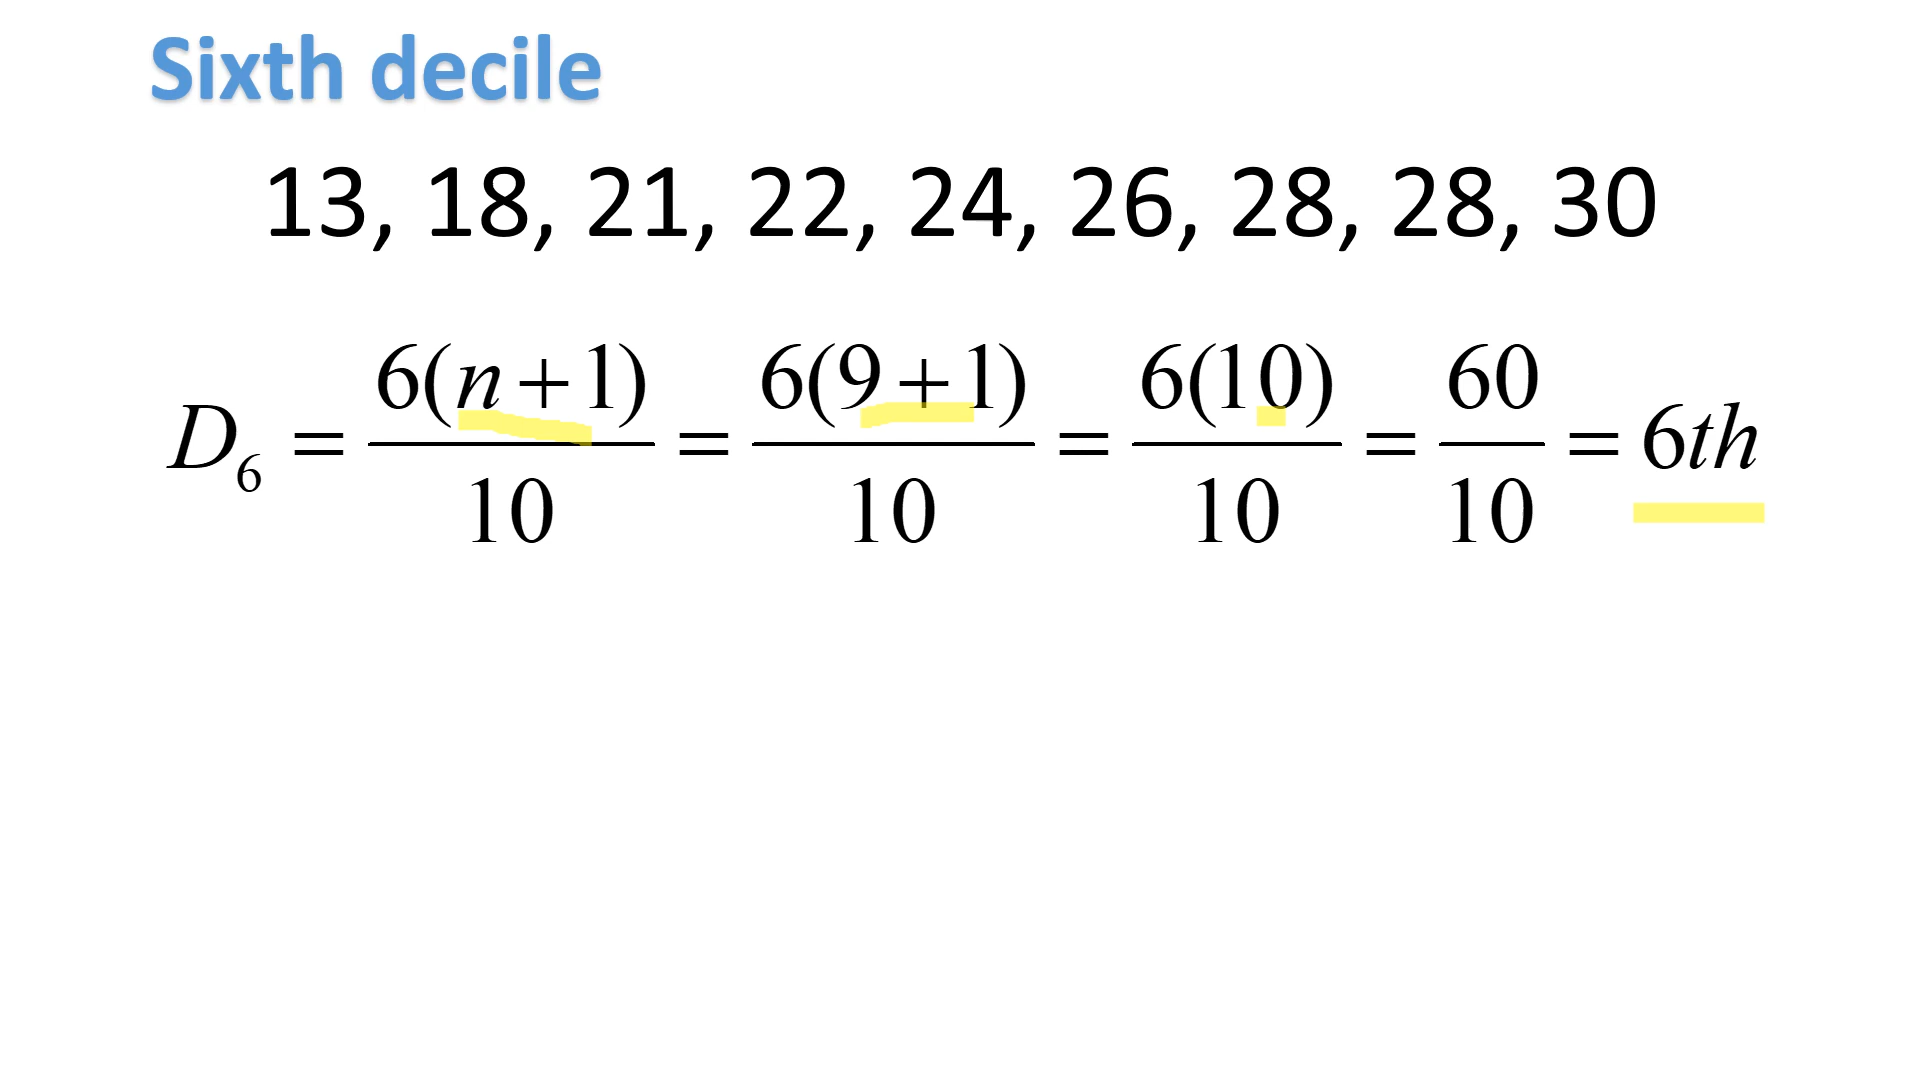 Sixth decile
13, 18, 21, 22, 24, 26, 28, 28, 30
D₆ = 6(n+1)/10 = 6(9+1)/10 = 6(10)/10 = 60/10 = 6th